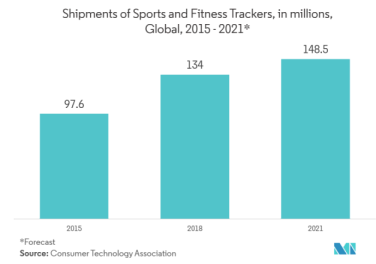 Shipments of Sports and Fitness Trackers, in millions,
Global, 2015 - 2021*
148.5
134
97.6
2015 2018 2021
*Forecast
Source: Consumer Technology Association